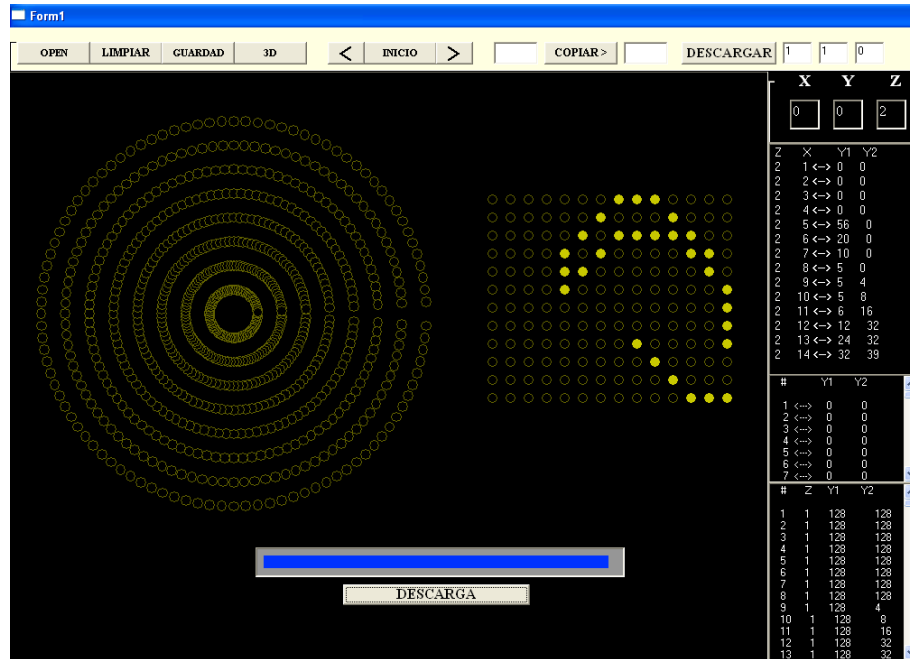 Form1
OPEN LIMPIAR GUARDAD 3D < INICIO > COPIAR > DESCARGAR 1 1 0
X Y Z
0 0 2
Z X Y1 Y2
2 1 <--> 0 0
2 2 <--> 0 0
2 3 <--> 0 0
2 4 <--> 0 0
2 5 <--> 56 0
2 6 <--> 20 0
2 7 <--> 10 0
2 8 <--> 5 0
2 9 <--> 5 4
2 10 <--> 5 8
2 11 <--> 6 16
2 12 <--> 12 32
2 13 <--> 24 32
2 14 <--> 32 39
# Y1 Y2
1 <---> 0 0
2 <---> 0 0
3 <---> 0 0
4 <---> 0 0
5 <---> 0 0
6 <---> 0 0
7 <---> 0 0
# Z Y1 Y2
1 1 128 128
2 1 128 128
3 1 128 128
4 1 128 128
5 1 128 128
6 1 128 128
7 1 128 128
8 1 128 128
9 1 128 4
10 1 128 8
11 1 128 16
12 1 128 32
13 1 128 32
DESCARGA